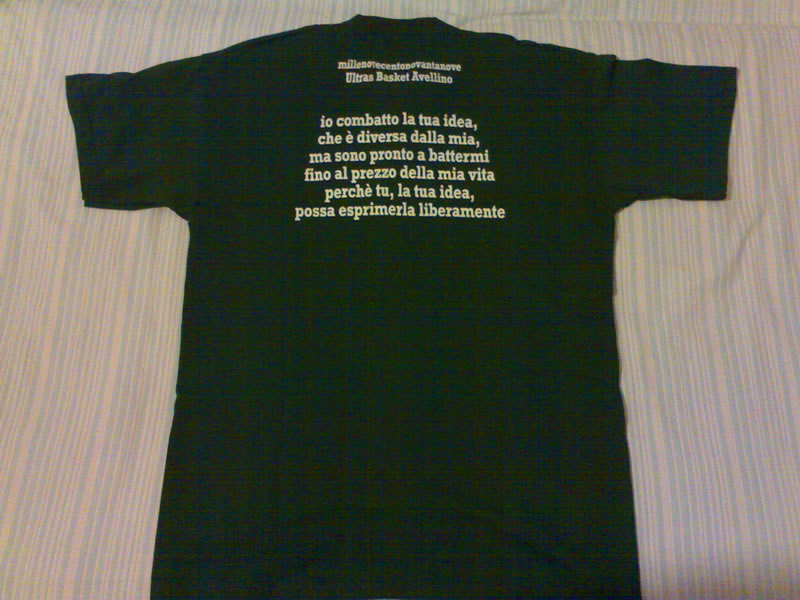 millenovecentonovantanove
Ultras Basket Avellino
io combatto la tua idea,
che è diversa dalla mia,
ma sono pronto a battermi
fino al prezzo della mia vita
perchè tu, la tua idea,
possa esprimerla liberamente